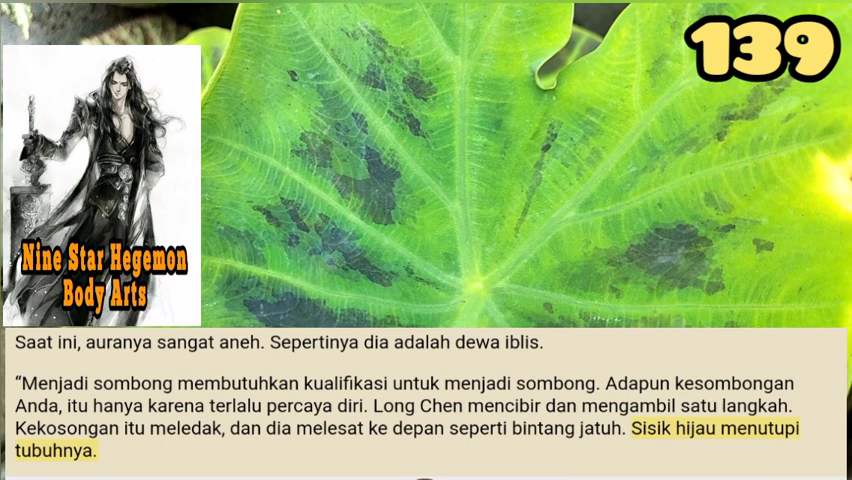 139
Nine Star Hegemon
Body Arts
Saat ini, auranya sangat aneh. Sepertinya dia adalah dewa iblis.
“Menjadi sombong membutuhkan kualifikasi untuk menjadi sombong. Adapun kesombongan
Anda, itu hanya karena terlalu percaya diri. Long Chen mencibir dan mengambil satu langkah.
Kekosongan itu meledak, dan dia melesat ke depan seperti bintang jatuh. Sisik hijau menutupi
tubuhnya.